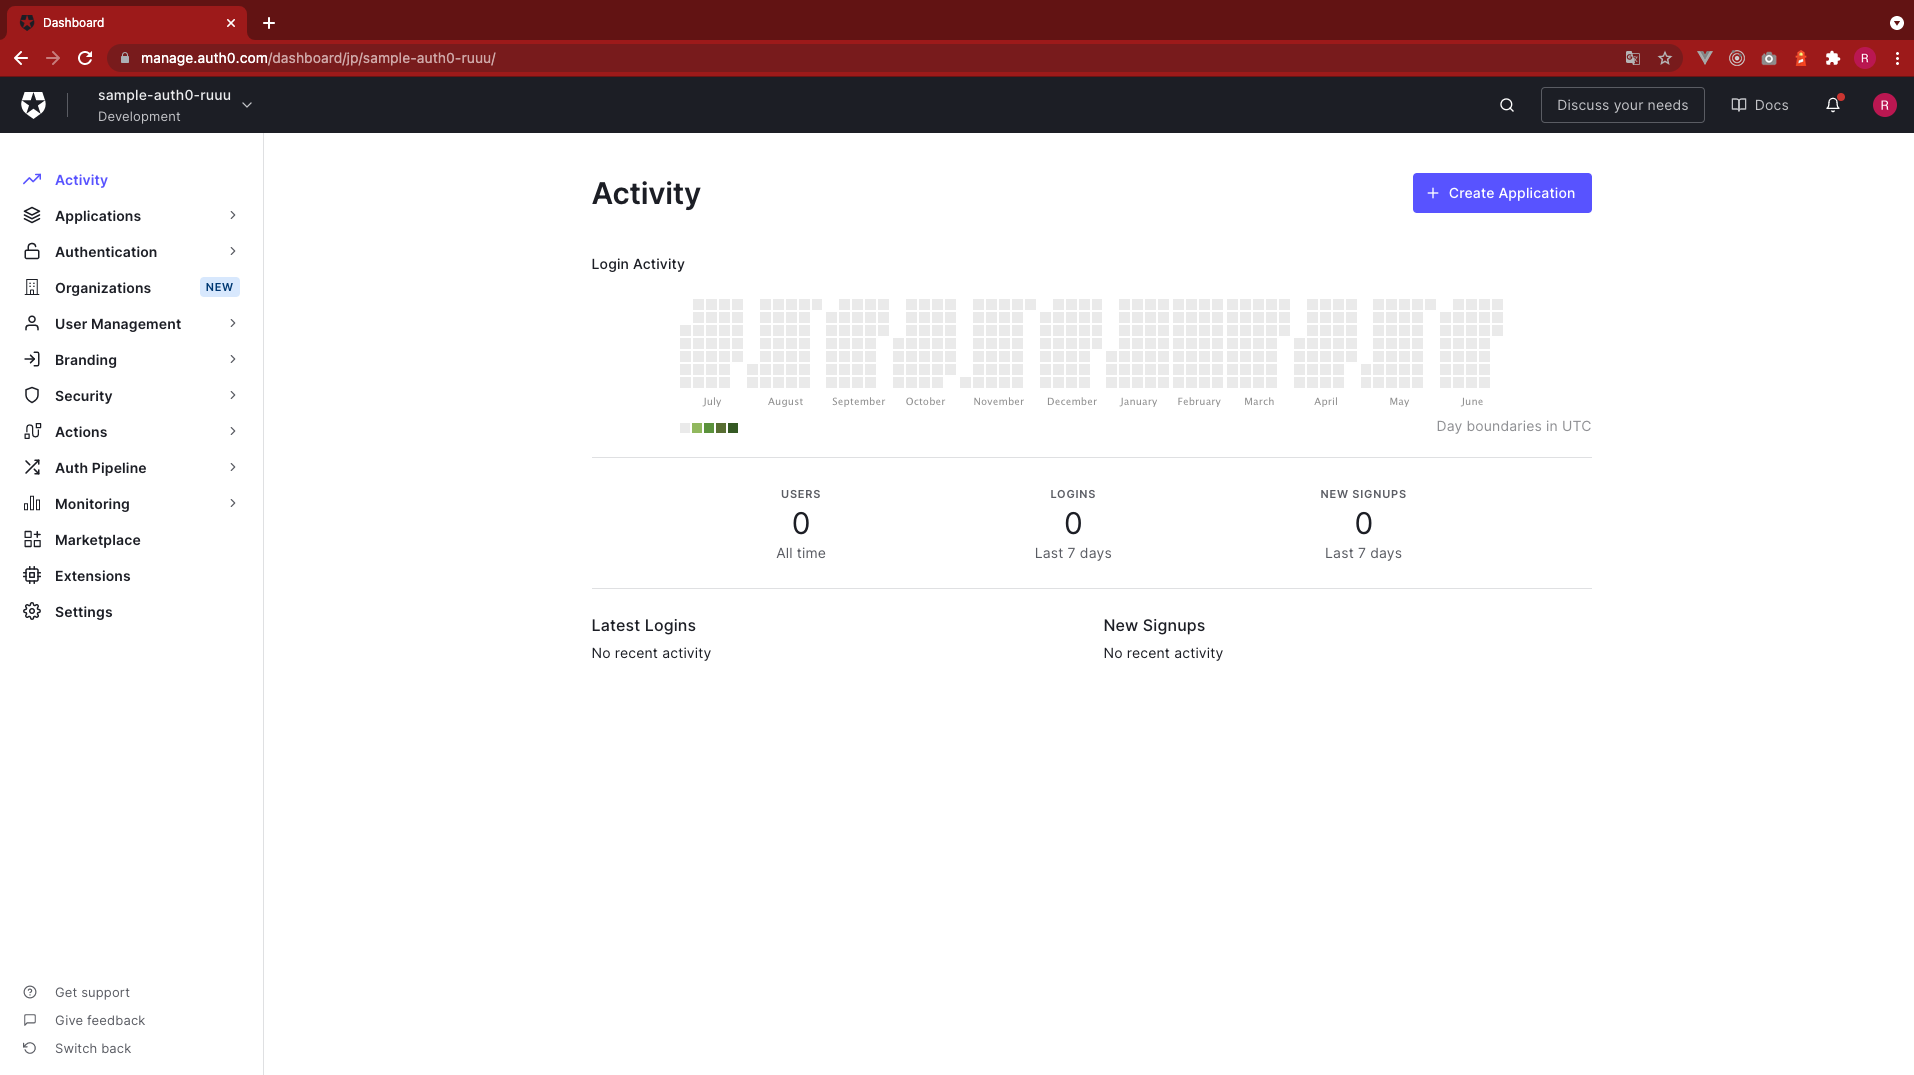 Dashboard
manage.auth0.com/dashboard/jp/sample-auth0-ruuu/
R
sample-auth0-ruuu
Development
Discuss your needs
Docs
R
Activity
Applications
Authentication
Organizations NEW
User Management
Branding
Security
Actions
Auth Pipeline
Monitoring
Marketplace
Extensions
Settings
Get support
Give feedback
Switch back
Activity
Create Application
Login Activity
July August September October November December January February March April May June
Day boundaries in UTC
USERS LOGINS NEW SIGNUPS
0 0 0
All time Last 7 days Last 7 days
Latest Logins New Signups
No recent activity No recent activity